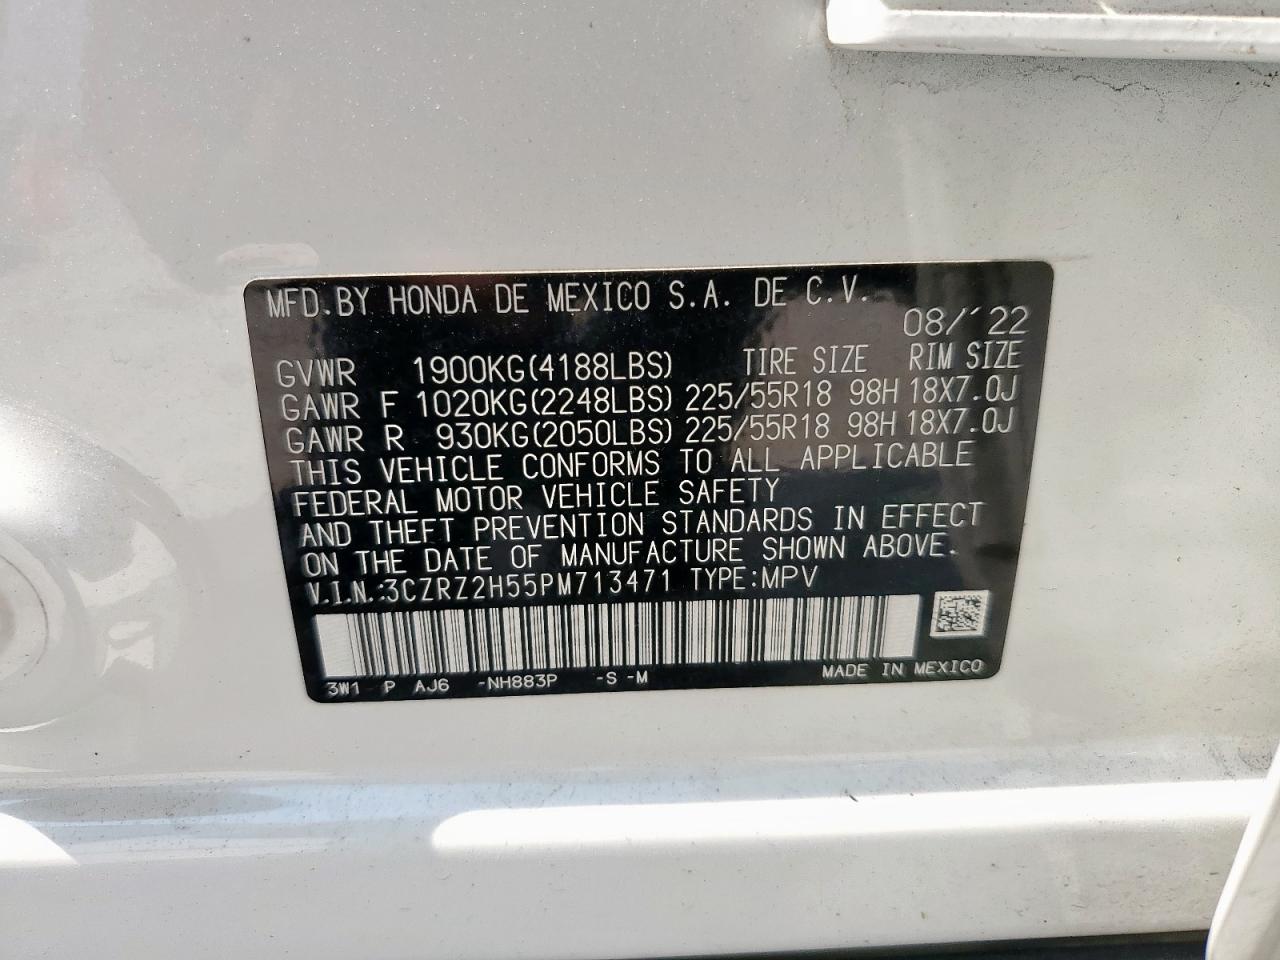 MFD.BY HONDA DE MEXICO S.A. DE C.V.
08/´22
GVWR 1900KG(4188LBS) TIRE SIZE RIM SIZE
GAWR F 1020KG(2248LBS) 225/55R18 98H 18X7.0J
GAWR R 930KG(2050LBS) 225/55R18 98H 18X7.0J
THIS VEHICLE CONFORMS TO ALL APPLICABLE
FEDERAL MOTOR VEHICLE SAFETY
AND THEFT PREVENTION STANDARDS IN EFFECT
ON THE DATE OF MANUFACTURE SHOWN ABOVE.
V.I.N.:3CZRZ2H55PM713471 TYPE:MPV
3W1 P AJ6 -NH883P -S -M MADE IN MEXICO